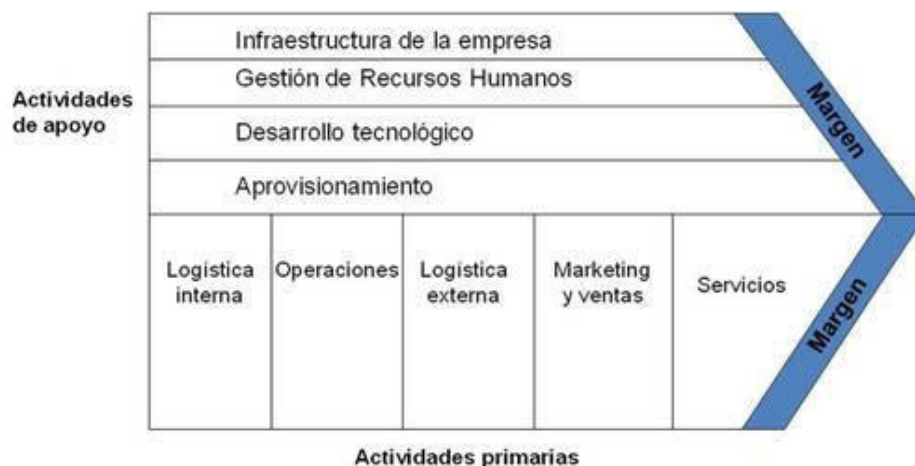 Infraestructura de la empresa
Gestión de Recursos Humanos
Actividades
de apoyo
Desarrollo tecnológico
Aprovisionamiento
Margen
Logística
interna
Operaciones
Logística
externa
Marketing
y ventas
Servicios
Margen
Actividades primarias